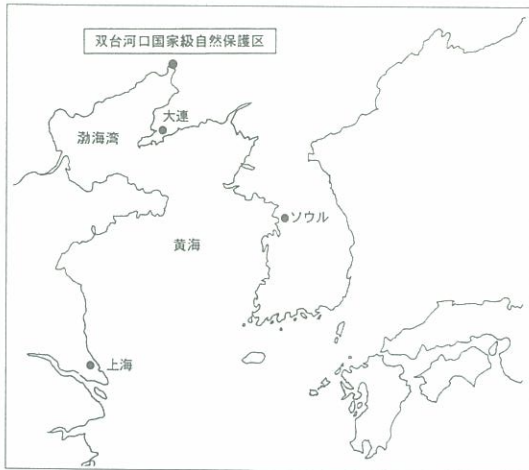 双台河口国家級自然保護区
大連
渤海湾
ソウル
黄海
上海